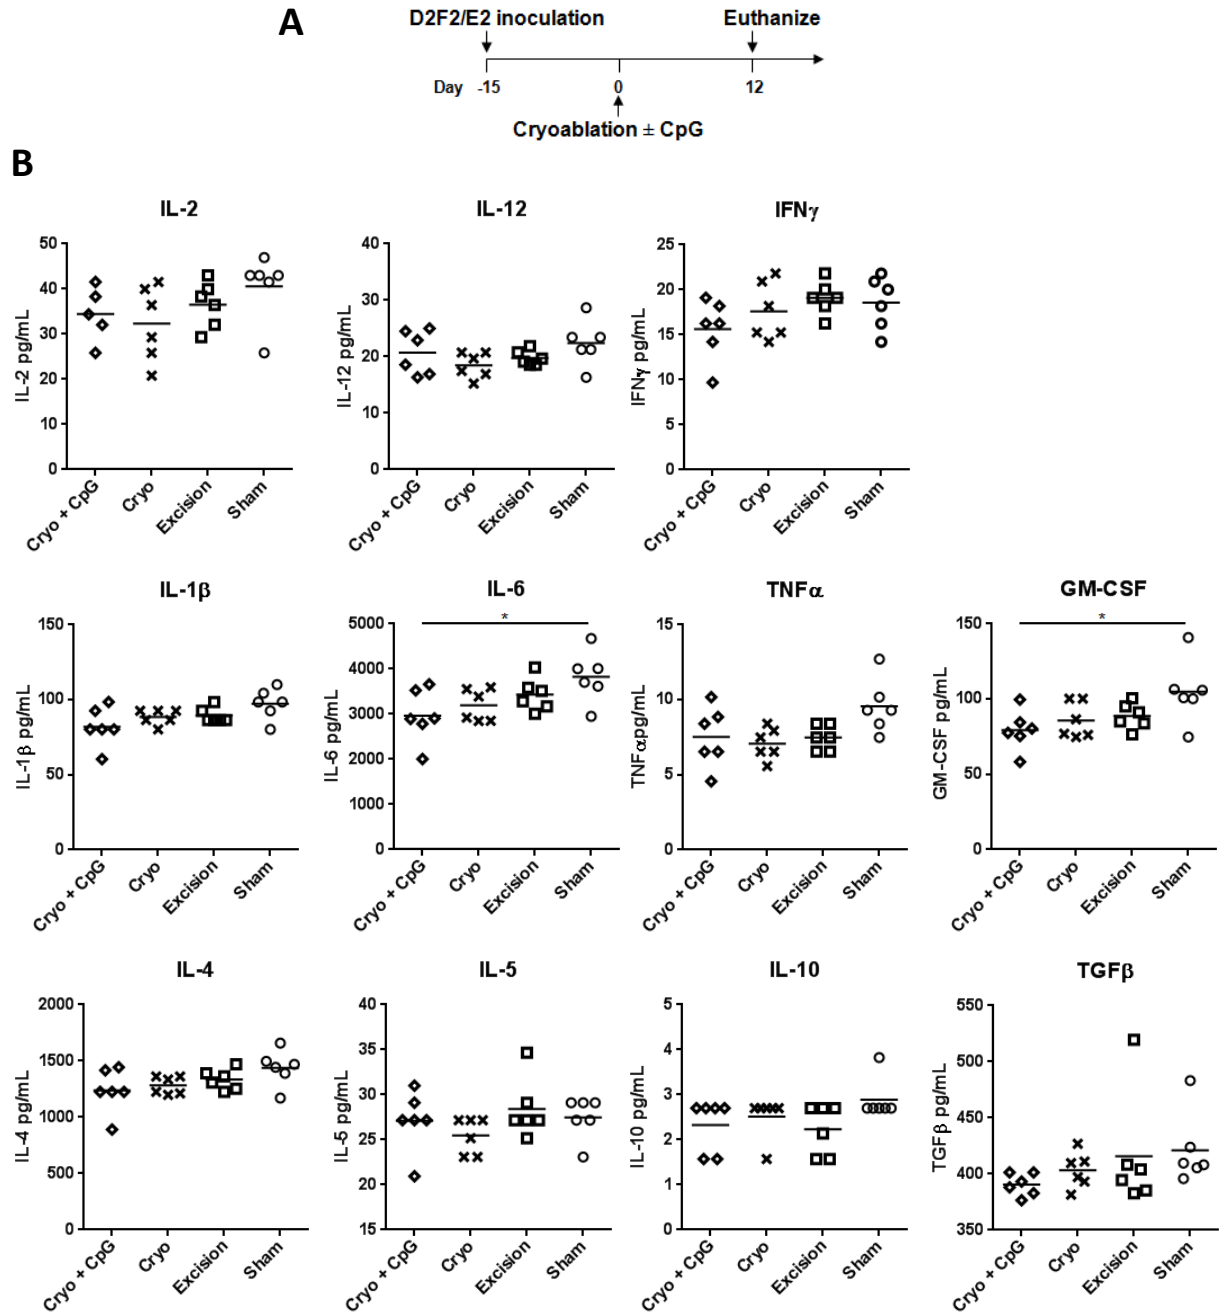 A
D2F2/E2 inoculation
Euthanize
Day -15 0 12
Cryoablation ± CpG
B
IL-2
IL-2 pg/mL
50
40
30
20
10
0
Cryo + CpG
Cryo
Excision
Sham
IL-12
IL-12 pg/mL
40
30
20
10
0
Cryo + CpG
Cryo
Excision
Sham
IFNγ
IFNγ pg/mL
25
20
15
10
5
0
Cryo + CpG
Cryo
Excision
Sham
IL-1β
IL-1β pg/mL
150
100
50
0
Cryo + CpG
Cryo
Excision
Sham
IL-6
IL-6 pg/mL
5000
4000
3000
2000
1000
0
*
Cryo + CpG
Cryo
Excision
Sham
TNFα
TNFαpg/mL
15
10
5
0
Cryo + CpG
Cryo
Excision
Sham
GM-CSF
GM-CSF pg/mL
150
100
50
0
*
Cryo + CpG
Cryo
Excision
Sham
IL-4
IL-4 pg/mL
2000
1500
1000
500
0
Cryo + CpG
Cryo
Excision
Sham
IL-5
IL-5 pg/mL
40
35
30
25
20
15
Cryo + CpG
Cryo
Excision
Sham
IL-10
IL-10 pg/mL
5
4
3
2
1
0
Cryo + CpG
Cryo
Excision
Sham
TGFβ
TGFβ pg/mL
550
500
450
400
350
Cryo + CpG
Cryo
Excision
Sham